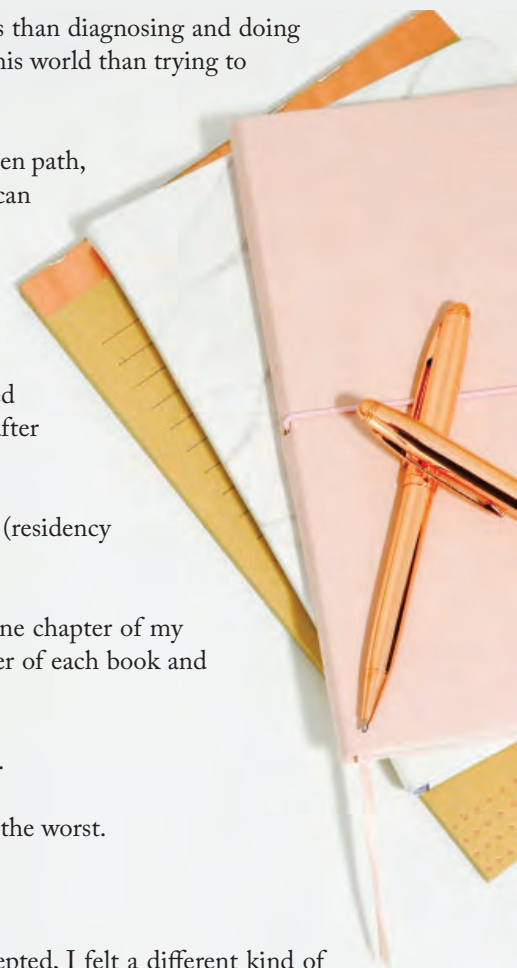 s than diagnosing and doing
his world than trying to
en path,
can
ed
fter
(residency
ne chapter of my
er of each book and
.
the worst.
epted, I felt a different kind of